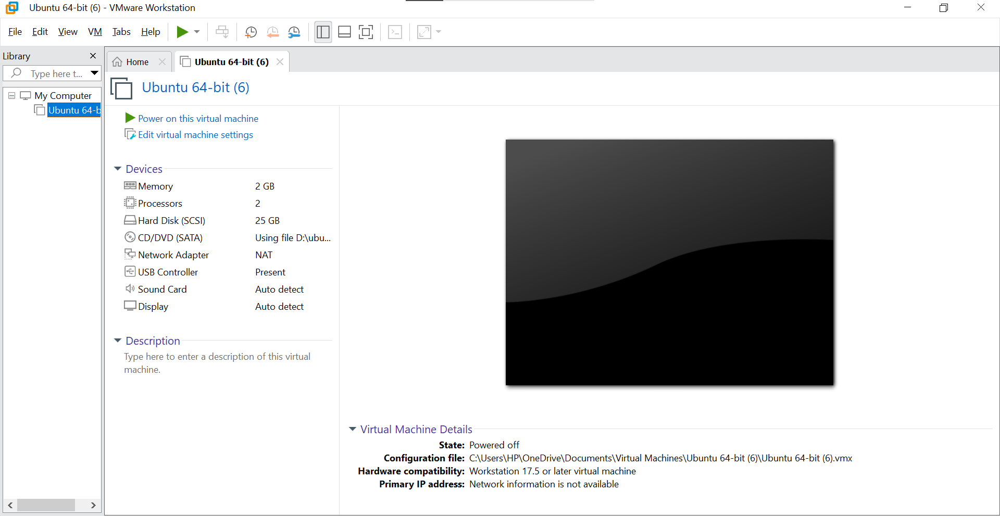 Ubuntu 64-bit (6) - VMware Workstation
File Edit View VM Tabs Help
Library
Type here t...
My Computer
Ubuntu 64-b
Home
Ubuntu 64-bit (6)
Ubuntu 64-bit (6)
Power on this virtual machine
Edit virtual machine settings
Devices
Memory 2 GB
Processors 2
Hard Disk (SCSI) 25 GB
CD/DVD (SATA) Using file D:\ubu...
Network Adapter NAT
USB Controller Present
Sound Card Auto detect
Display Auto detect
Description
Type here to enter a description of this virtual
machine.
Virtual Machine Details
State: Powered off
Configuration file: C:\Users\HP\OneDrive\Documents\Virtual Machines\Ubuntu 64-bit (6)\Ubuntu 64-bit (6).vmx
Hardware compatibility: Workstation 17.5 or later virtual machine
Primary IP address: Network information is not available